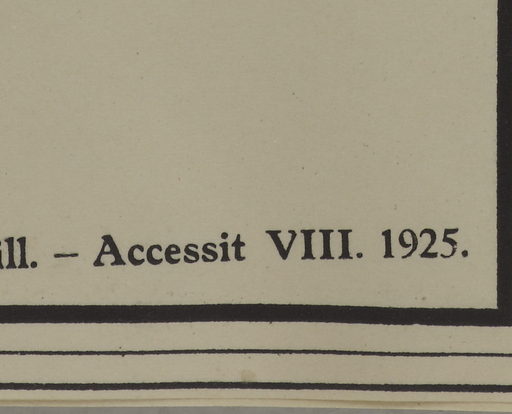 ill. – Accessit VIII. 1925.